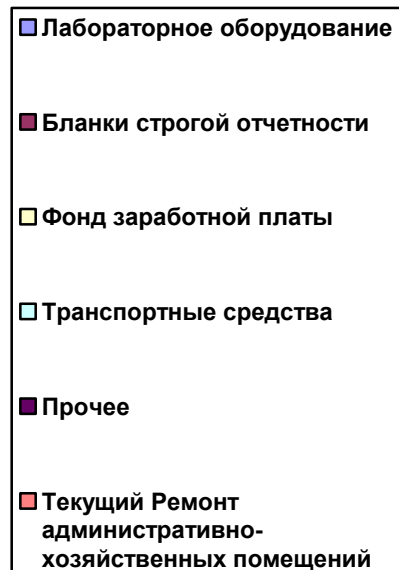 Лабораторное оборудование
Бланки строгой отчетности
Фонд заработной платы
Транспортные средства
Прочее
Текущий Ремонт
административно-
хозяйственных помещений